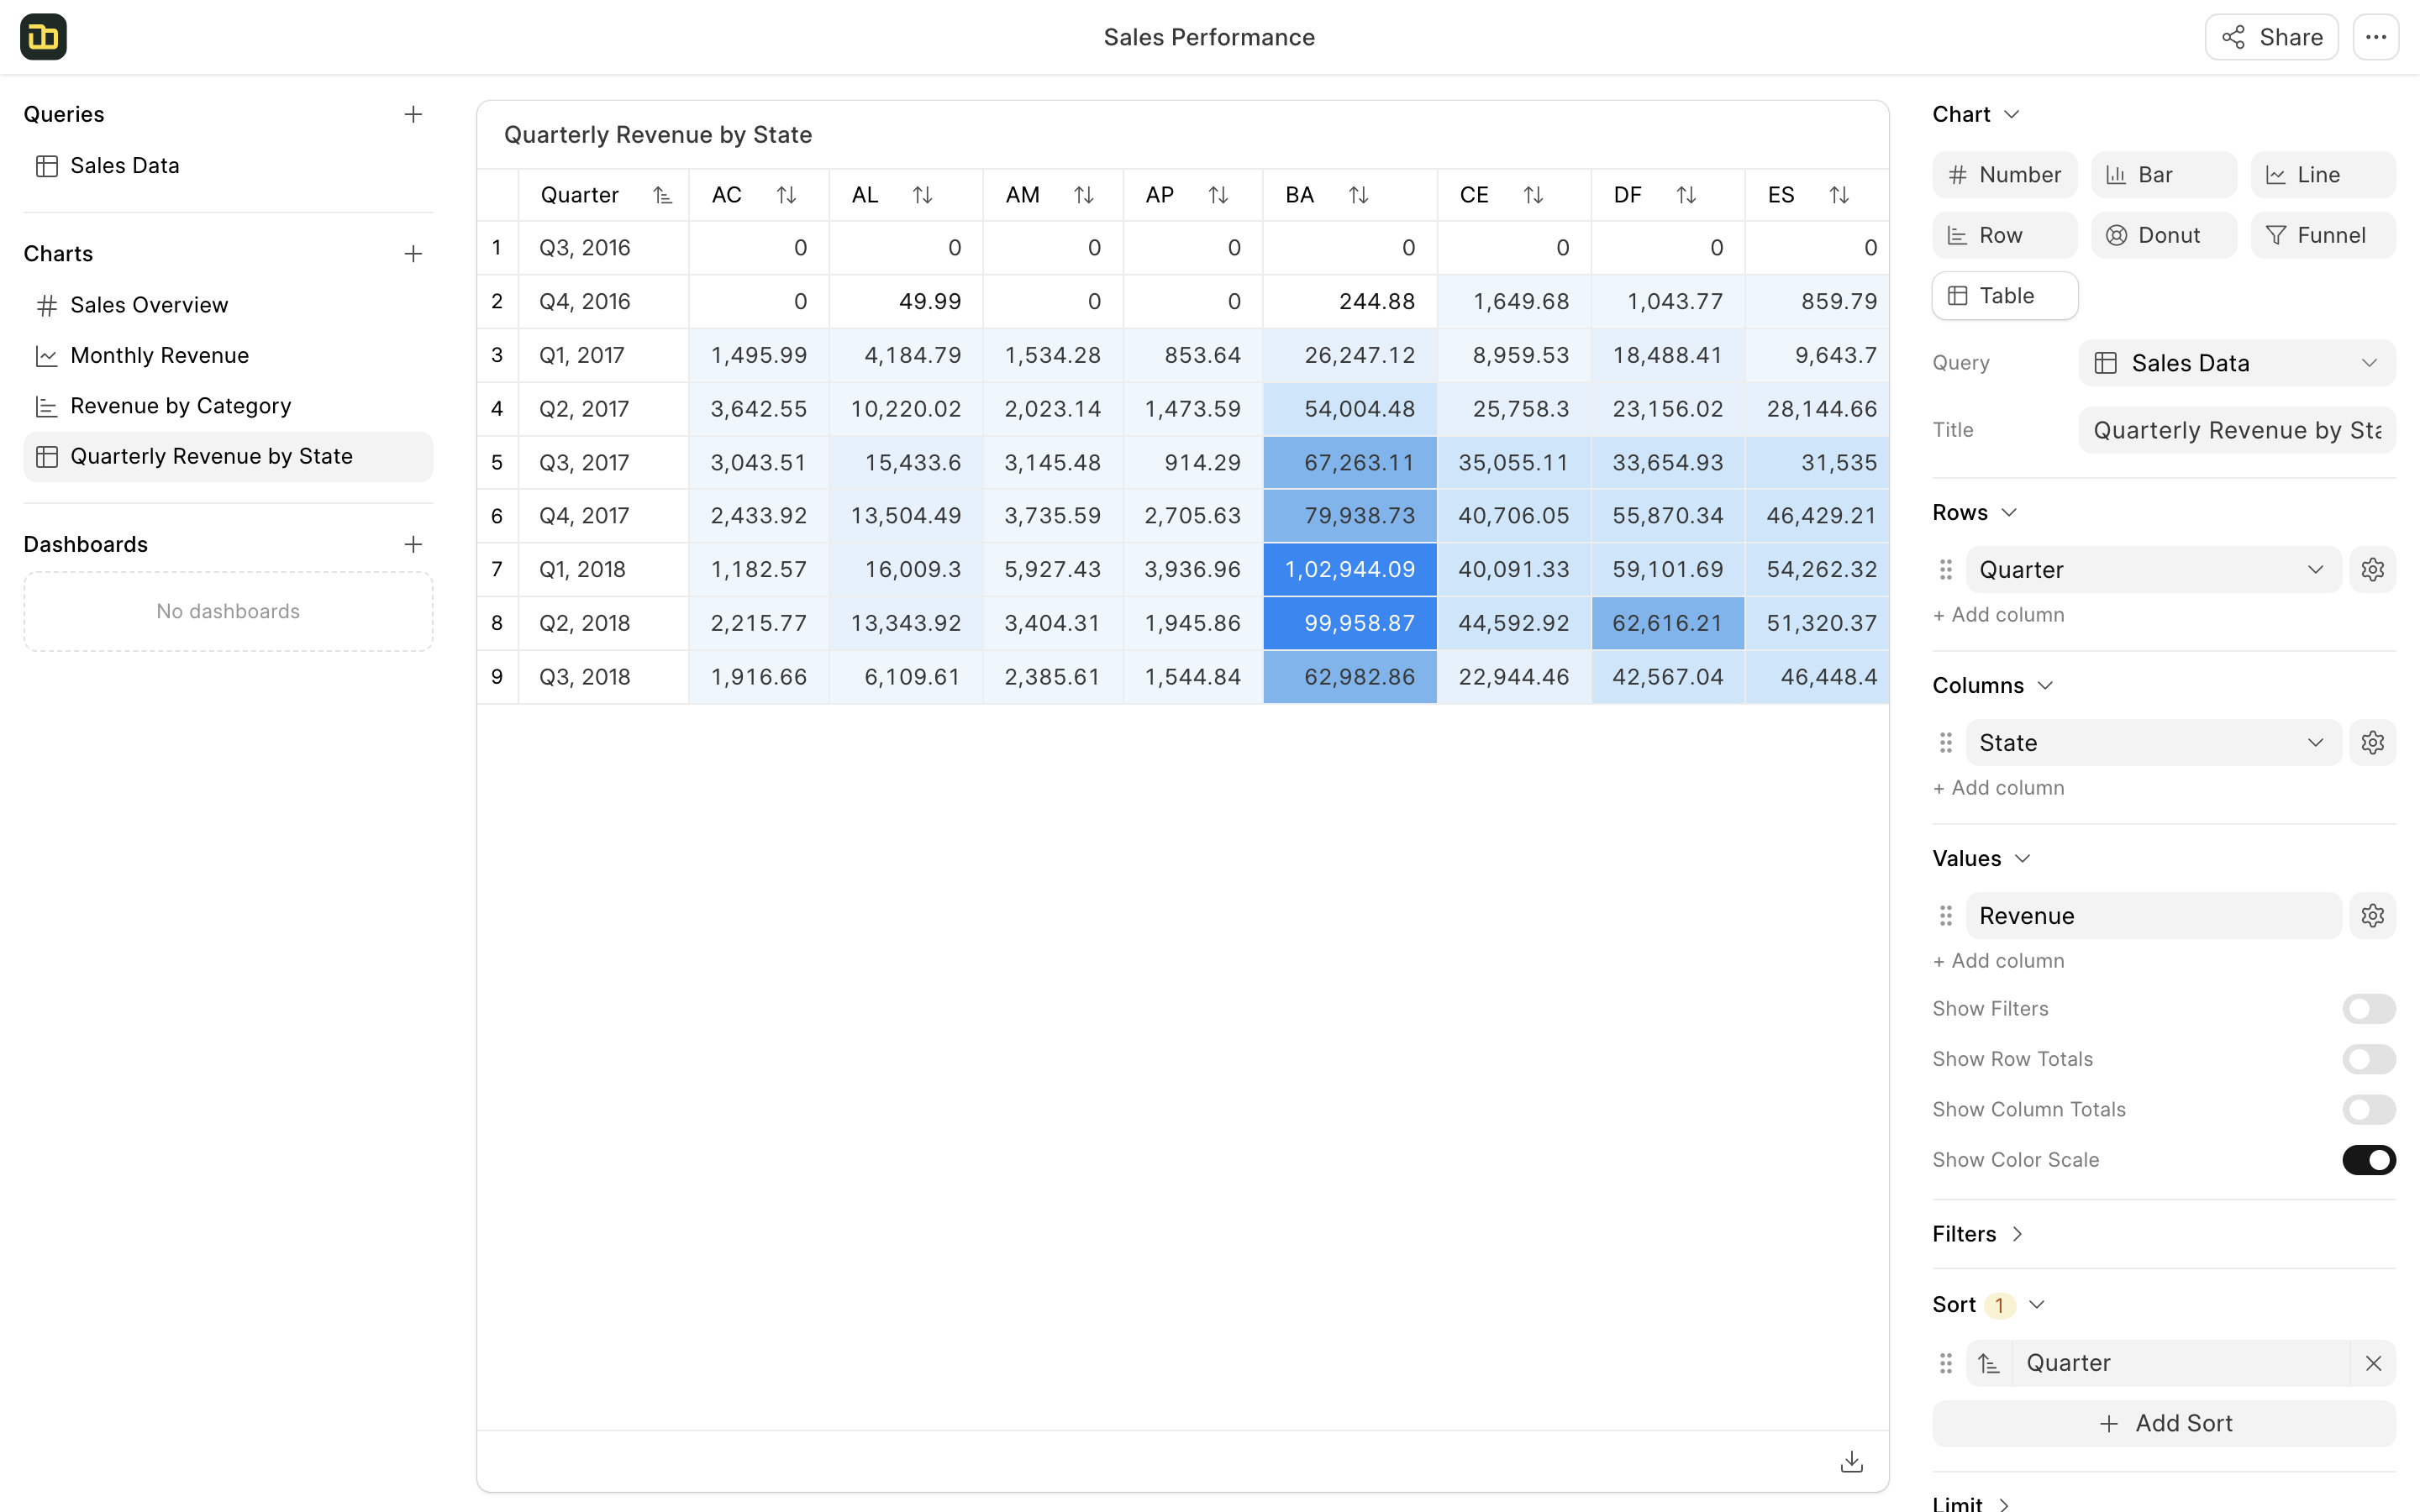 Sales Performance
Share
Queries
Sales Data
Charts
Sales Overview
Monthly Revenue
Revenue by Category
Quarterly Revenue by State
Dashboards
No dashboards
Quarterly Revenue by State
Quarter AC AL AM AP BA CE DF ES
1 Q3, 2016 0 0 0 0 0 0 0 0
2 Q4, 2016 0 49.99 0 0 244.88 1,649.68 1,043.77 859.79
3 Q1, 2017 1,495.99 4,184.79 1,534.28 853.64 26,247.12 8,959.53 18,488.41 9,643.7
4 Q2, 2017 3,642.55 10,220.02 2,023.14 1,473.59 54,004.48 25,758.3 23,156.02 28,144.66
5 Q3, 2017 3,043.51 15,433.6 3,145.48 914.29 67,263.11 35,055.11 33,654.93 31,535
6 Q4, 2017 2,433.92 13,504.49 3,735.59 2,705.63 79,938.73 40,706.05 55,870.34 46,429.21
7 Q1, 2018 1,182.57 16,009.3 5,927.43 3,936.96 1,02,944.09 40,091.33 59,101.69 54,262.32
8 Q2, 2018 2,215.77 13,343.92 3,404.31 1,945.86 99,958.87 44,592.92 62,616.21 51,320.37
9 Q3, 2018 1,916.66 6,109.61 2,385.61 1,544.84 62,982.86 22,944.46 42,567.04 46,448.4
Chart
Number Bar Line
Row Donut Funnel
Table
Query Sales Data
Title Quarterly Revenue by Sta
Rows
Quarter
+ Add column
Columns
State
+ Add column
Values
Revenue
+ Add column
Show Filters
Show Row Totals
Show Column Totals
Show Color Scale
Filters
Sort 1
Quarter
Add Sort
Limit